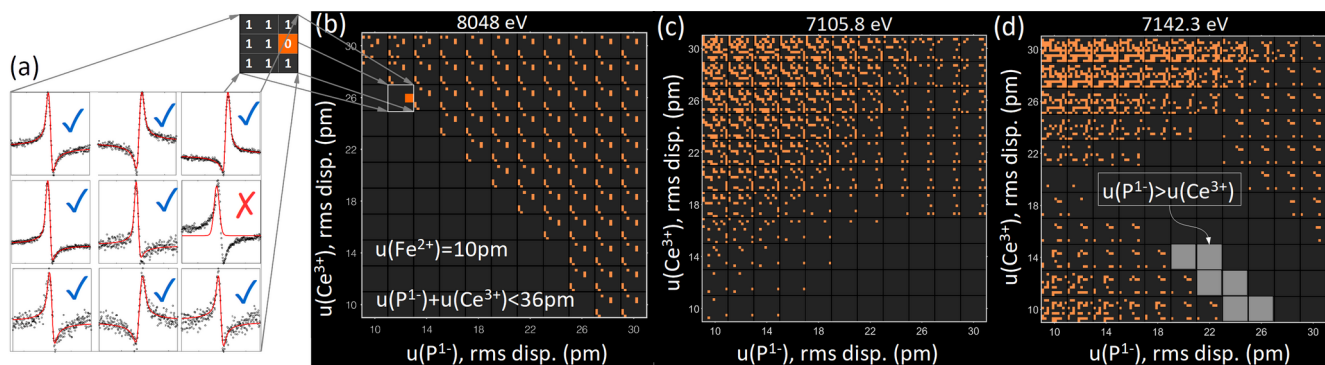 (a)
1 1 1
1 1 0
1 1 1
(b)
8048 eV
u(Ce³⁺), rms disp. (pm)
30
26
22
18
14
10
u(Fe²⁺)=10pm
u(P¹⁻)+u(Ce³⁺)<36pm
10 14 18 22 26 30
u(P¹⁻), rms disp. (pm)
(c)
7105.8 eV
u(Ce³⁺), rms disp. (pm)
30
26
22
18
14
10
10 14 18 22 26 30
u(P¹⁻), rms disp. (pm)
(d)
7142.3 eV
u(Ce³⁺), rms disp. (pm)
30
26
22
18
14
10
u(P¹⁻)>u(Ce³⁺)
10 14 18 22 26 30
u(P¹⁻), rms disp. (pm)